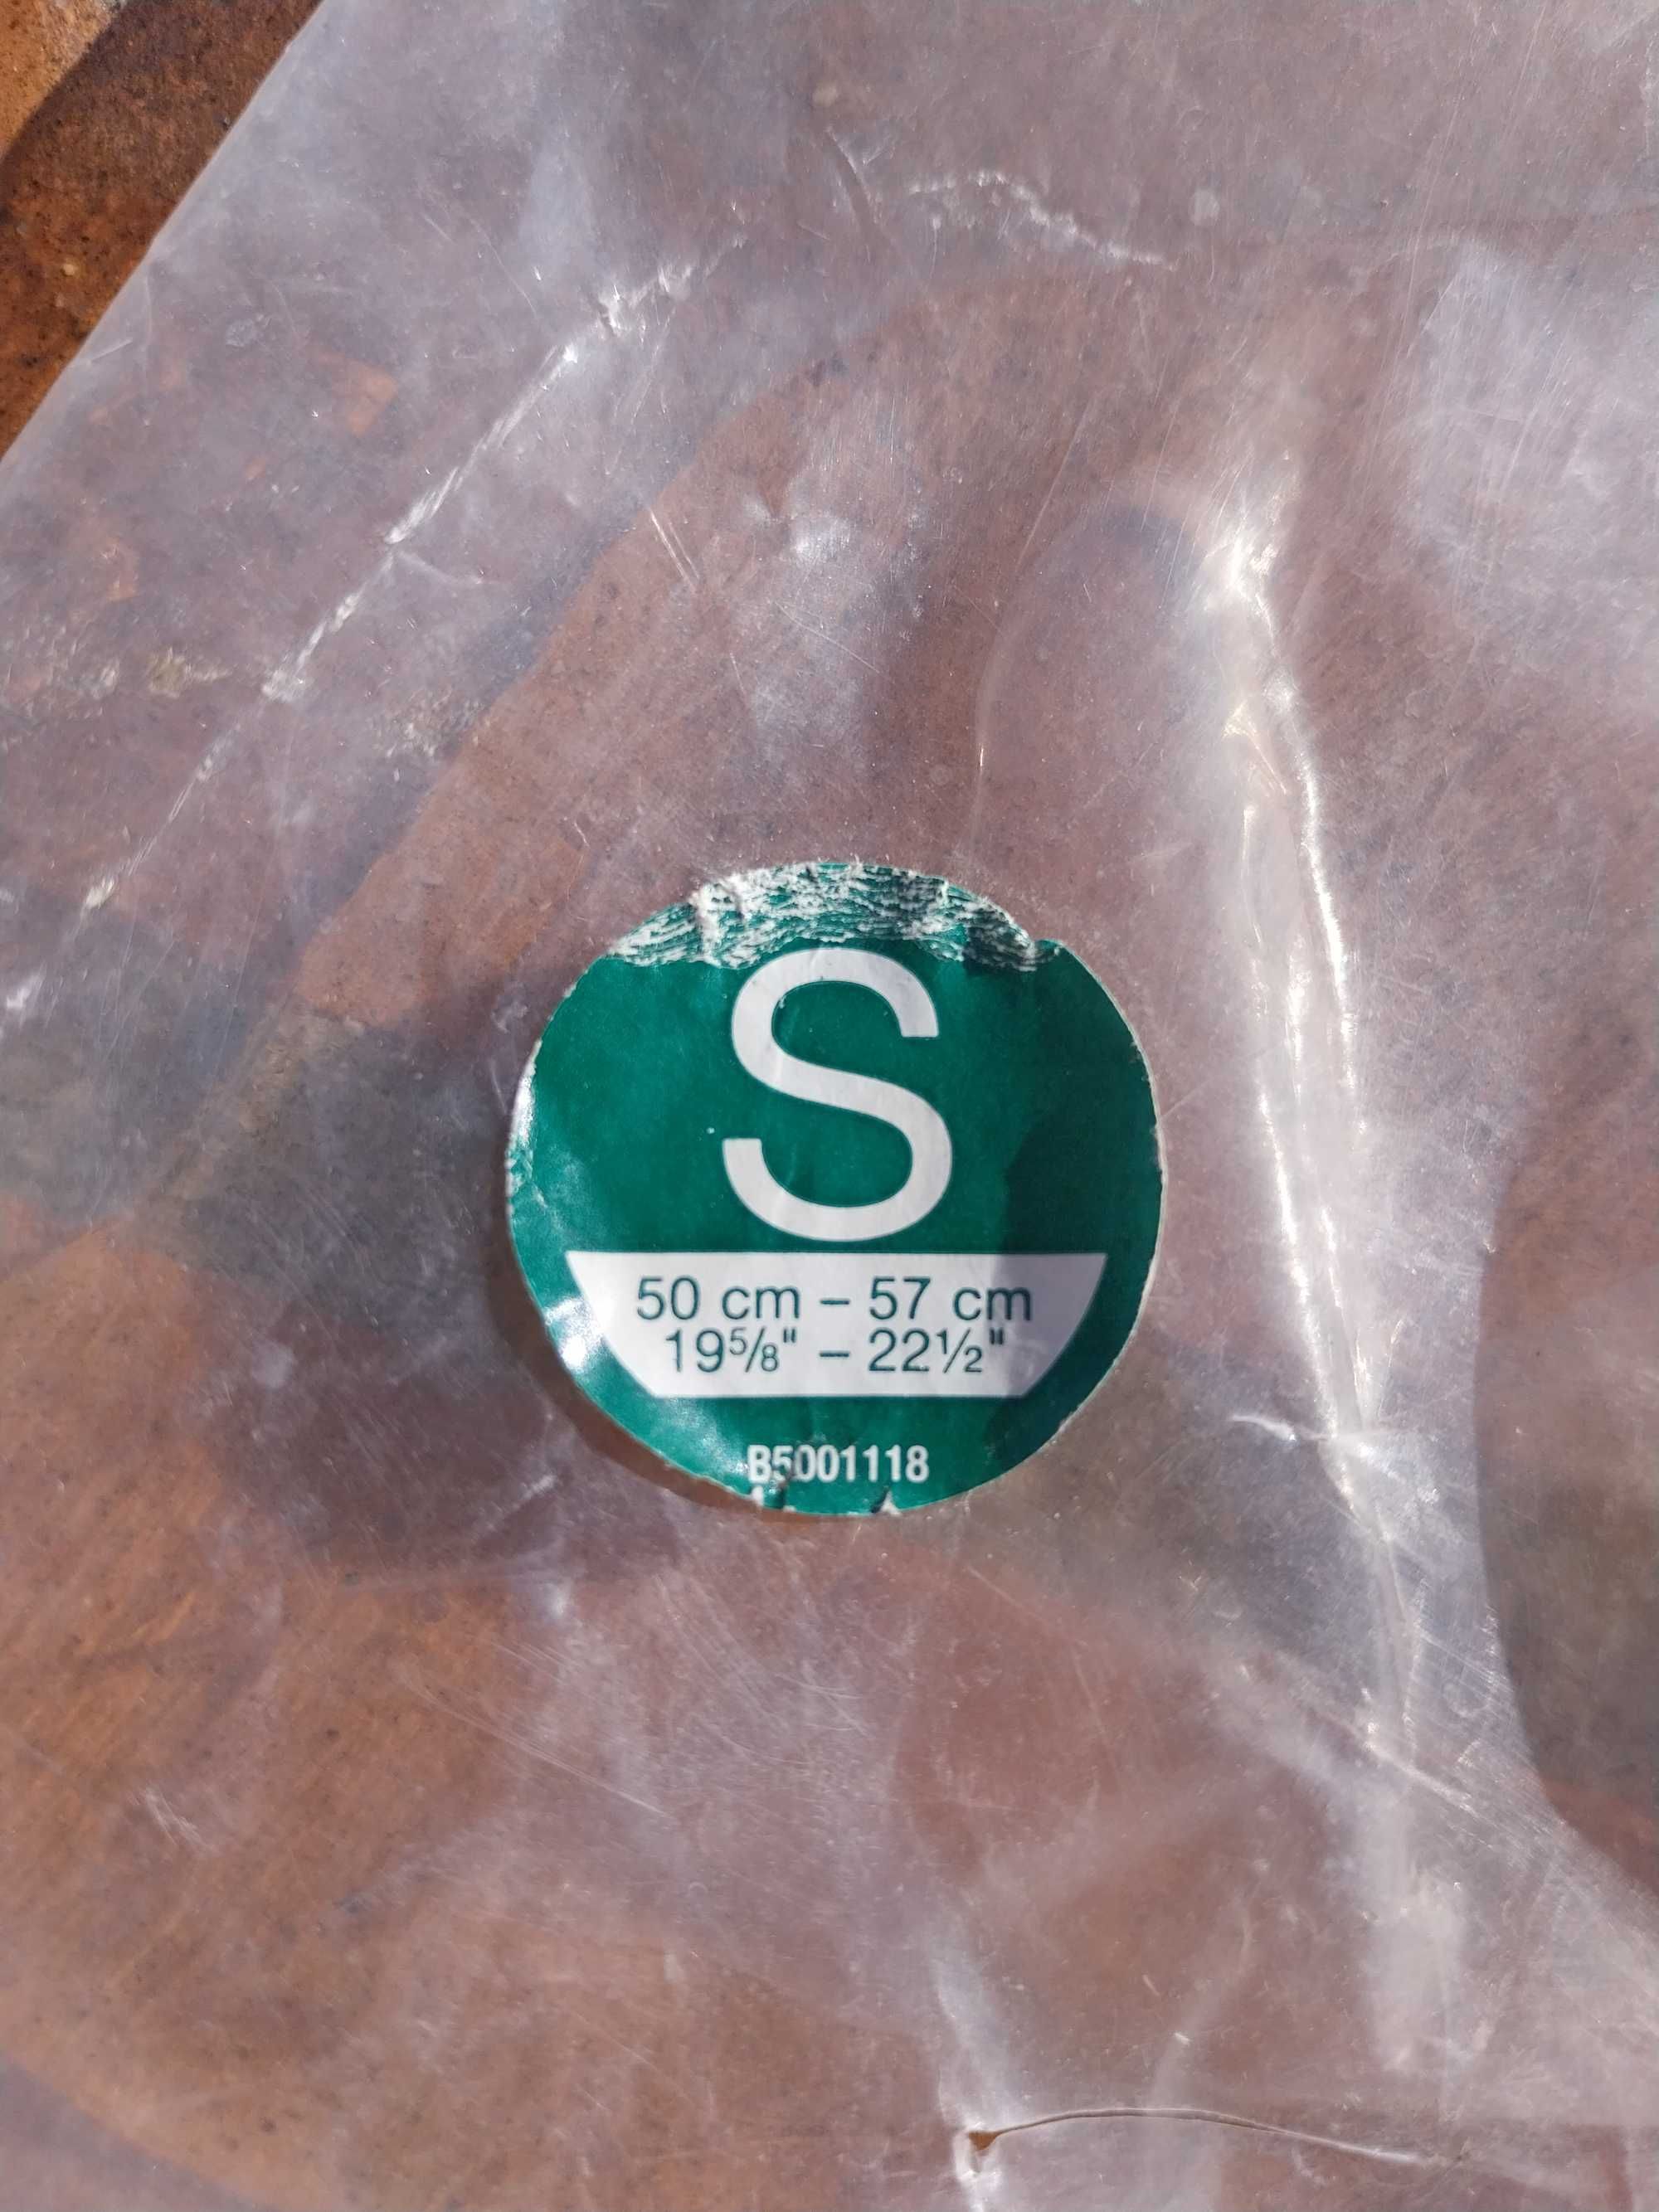 S
50 cm – 57 cm
19⅝" – 22½"
B5001118